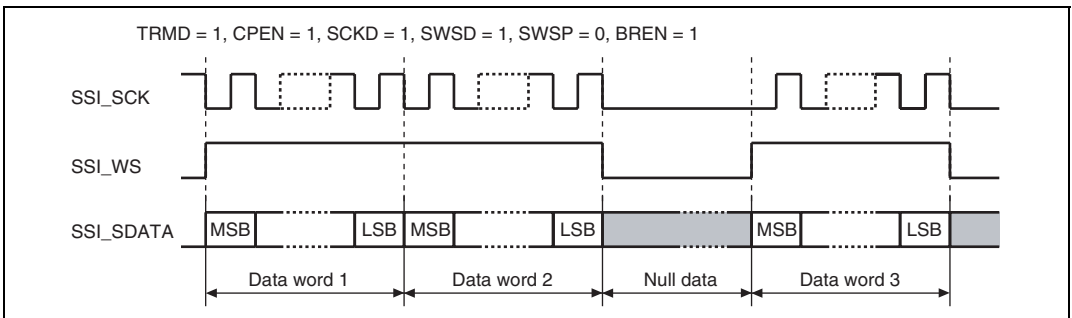 TRMD = 1, CPEN = 1, SCKD = 1, SWSD = 1, SWSP = 0, BREN = 1
SSI_SCK
SSI_WS
SSI_SDATA
MSB LSB MSB LSB MSB LSB
Data word 1 Data word 2 Null data Data word 3